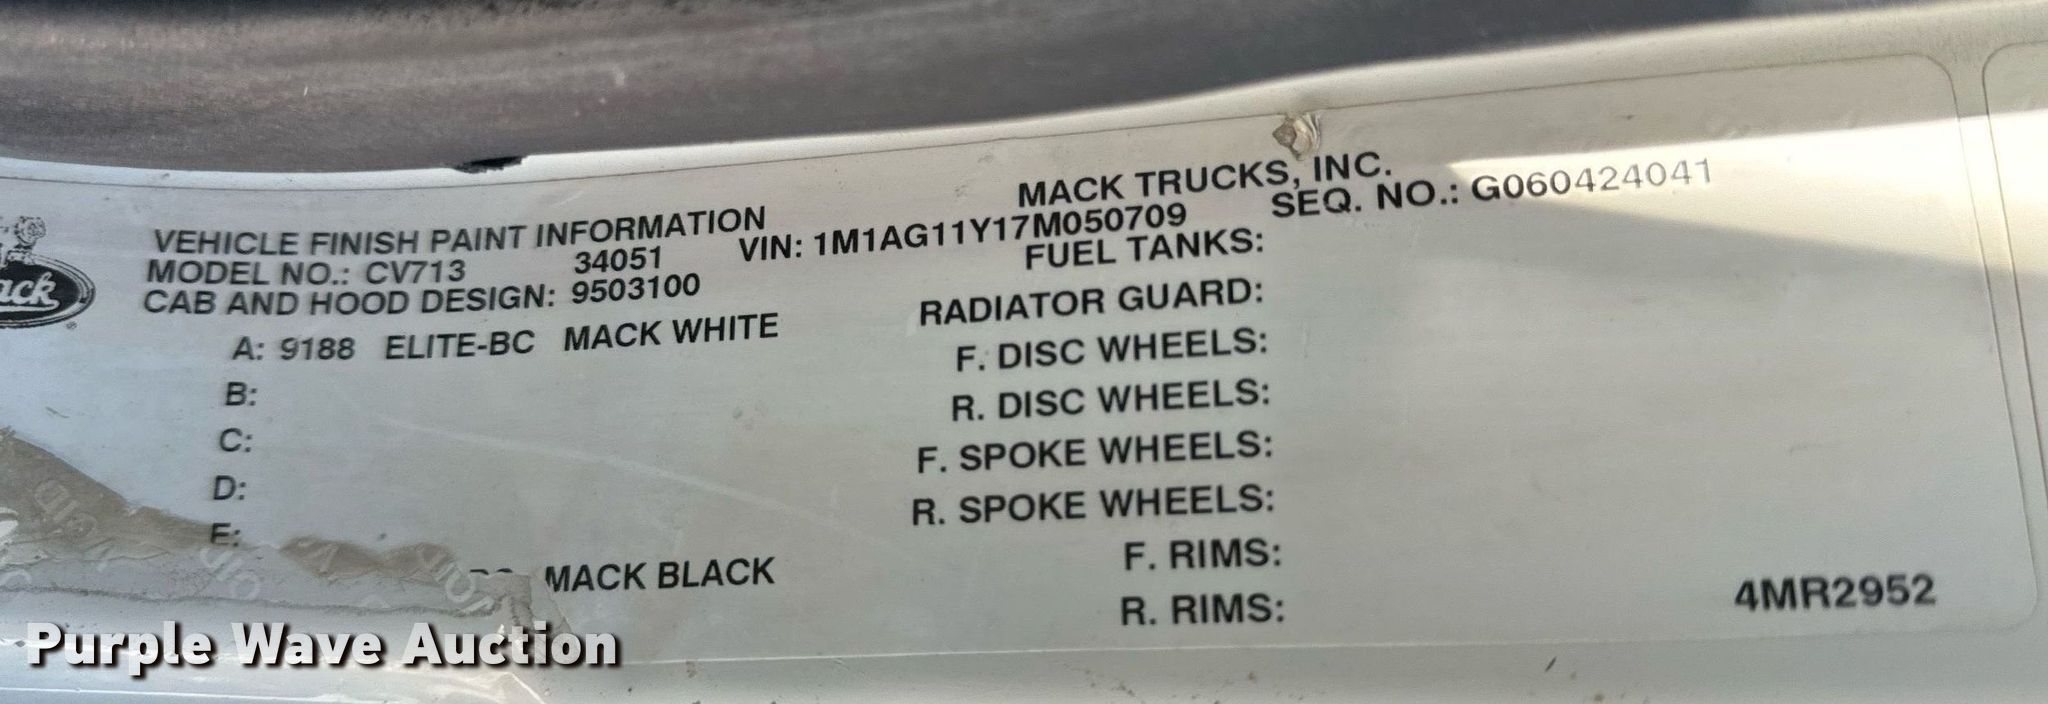 MACK TRUCKS, INC.
VEHICLE FINISH PAINT INFORMATION
VIN: 1M1AG11Y17M050709 SEQ. NO.: G060424041
MODEL NO.: CV713 34051
CAB AND HOOD DESIGN: 9503100
FUEL TANKS:
A: 9188 ELITE-BC MACK WHITE
RADIATOR GUARD:
B:
F. DISC WHEELS:
C:
R. DISC WHEELS:
D:
F. SPOKE WHEELS:
E:
R. SPOKE WHEELS:
MACK BLACK
F. RIMS:
R. RIMS:
4MR2952
Purple Wave Auction